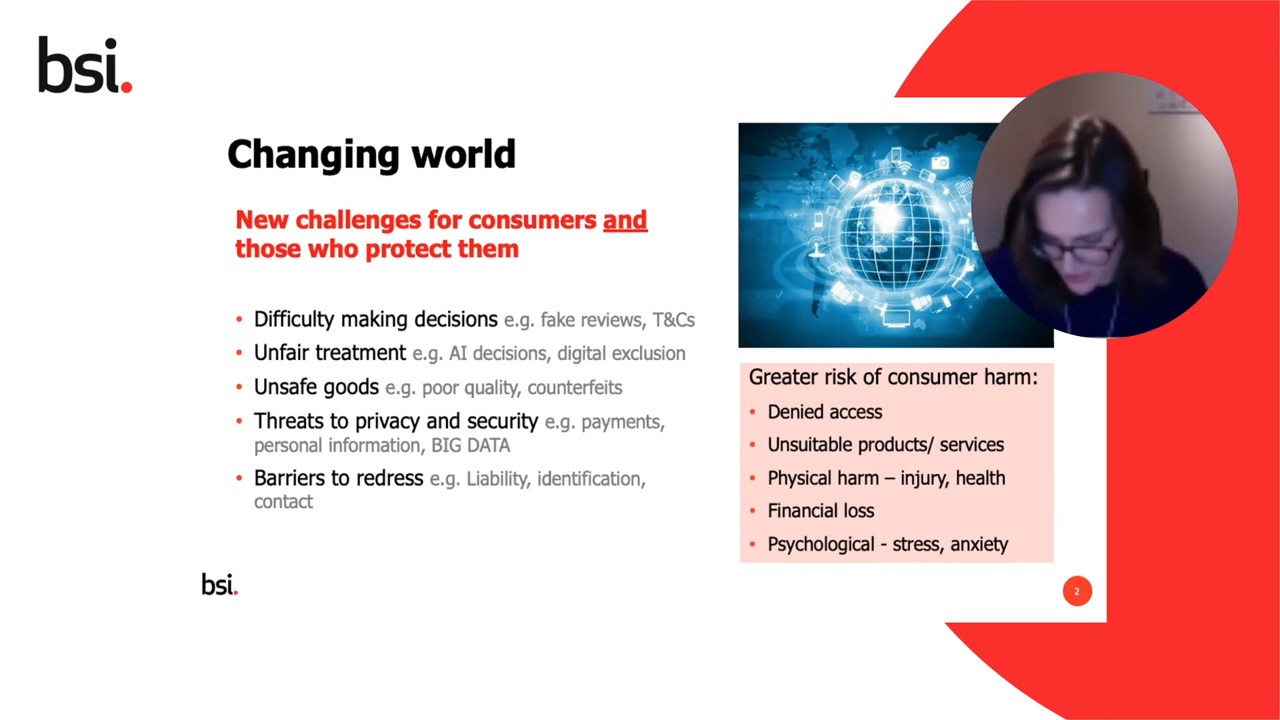 bsi.
Changing world
New challenges for consumers and
those who protect them
• Difficulty making decisions e.g. fake reviews, T&Cs
• Unfair treatment e.g. AI decisions, digital exclusion
• Unsafe goods e.g. poor quality, counterfeits
• Threats to privacy and security e.g. payments,
personal information, BIG DATA
• Barriers to redress e.g. Liability, identification,
contact
Greater risk of consumer harm:
• Denied access
• Unsuitable products/ services
• Physical harm – injury, health
• Financial loss
• Psychological - stress, anxiety
bsi.
2